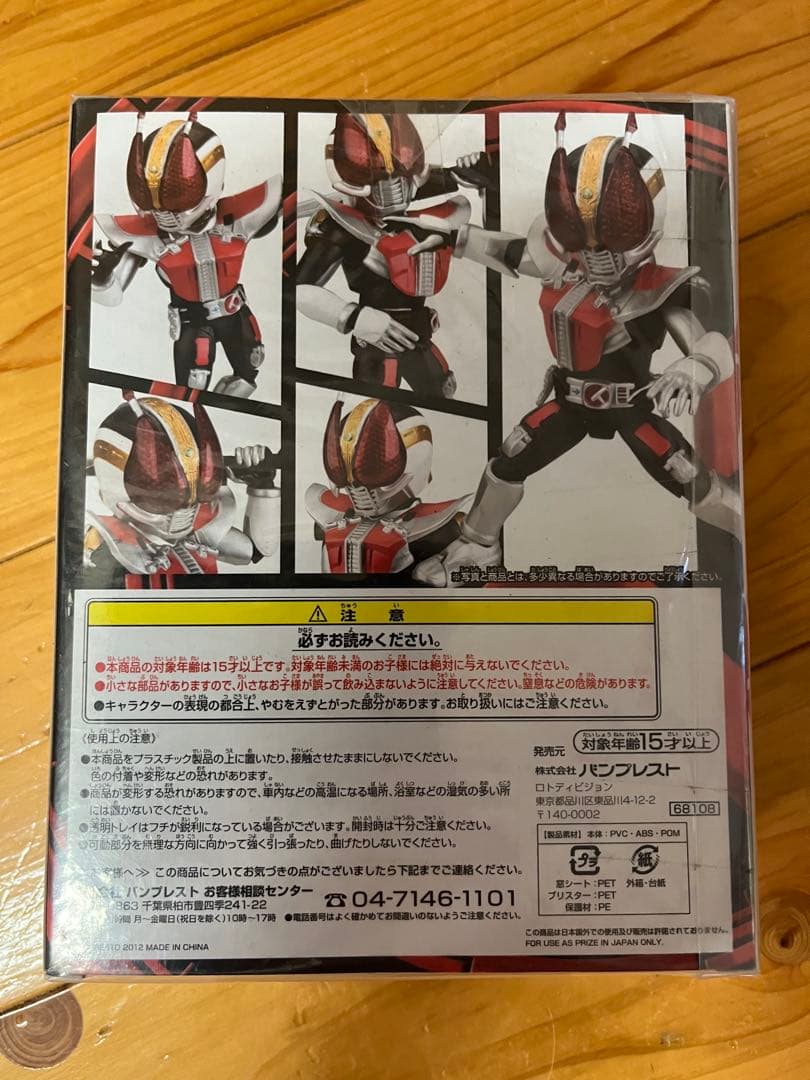 ※写真と商品とは、多少異なる場合がありますのでご了承ください。
⚠注意
必ずお読みください。
●本商品の対象年齢は15才以上です。対象年齢未満のお子様には絶対に与えないでください。
●小さな部品がありますので、小さなお子様が誤って飲み込まないように注意してください。窒息などの危険があります。
●キャラクターの表現の都合上、やむをえずとがった部分があります。お取り扱いにはご注意ください。
〈使用上の注意〉
●本商品をプラスチック製品の上に置いたり、接触させたままにしないでください。
色の付着や変形などの恐れがあります。
●商品が変形する恐れがありますので、車内などの高温になる場所、浴室などの湿気の多い所
には置かないでください。
●透明トレイはフチが鋭利になっている場合がございます。開封時は十分ご注意ください。
●可動部分を無理な方向に向かって強く引っ張ったり、曲げたりしないでください。
お客様へ≫ この商品についてお気づきの点がございましたら下記までご連絡ください。
バンプレスト お客様相談センター
863 千葉県柏市豊四季241-22
時間 月〜金曜日(祝日を除く)10時〜17時
☎04-7146-1101
●電話番号はよく確かめてお間違いのないようご注意ください。
2012 MADE IN CHINA
発売元
対象年齢15才以上
株式会社 バンプレスト
ロトディビジョン
東京都品川区東品川4-12-2
〒140-0002
68108
【製品素材】本体：PVC・ABS・POM
プラ
紙
窓シート：PET
ブリスター：PET
保護材：PE
外箱・台紙
この商品は日本国外での使用及び販売は許諾されておりません。
FOR USE AS PRIZE IN JAPAN ONLY.